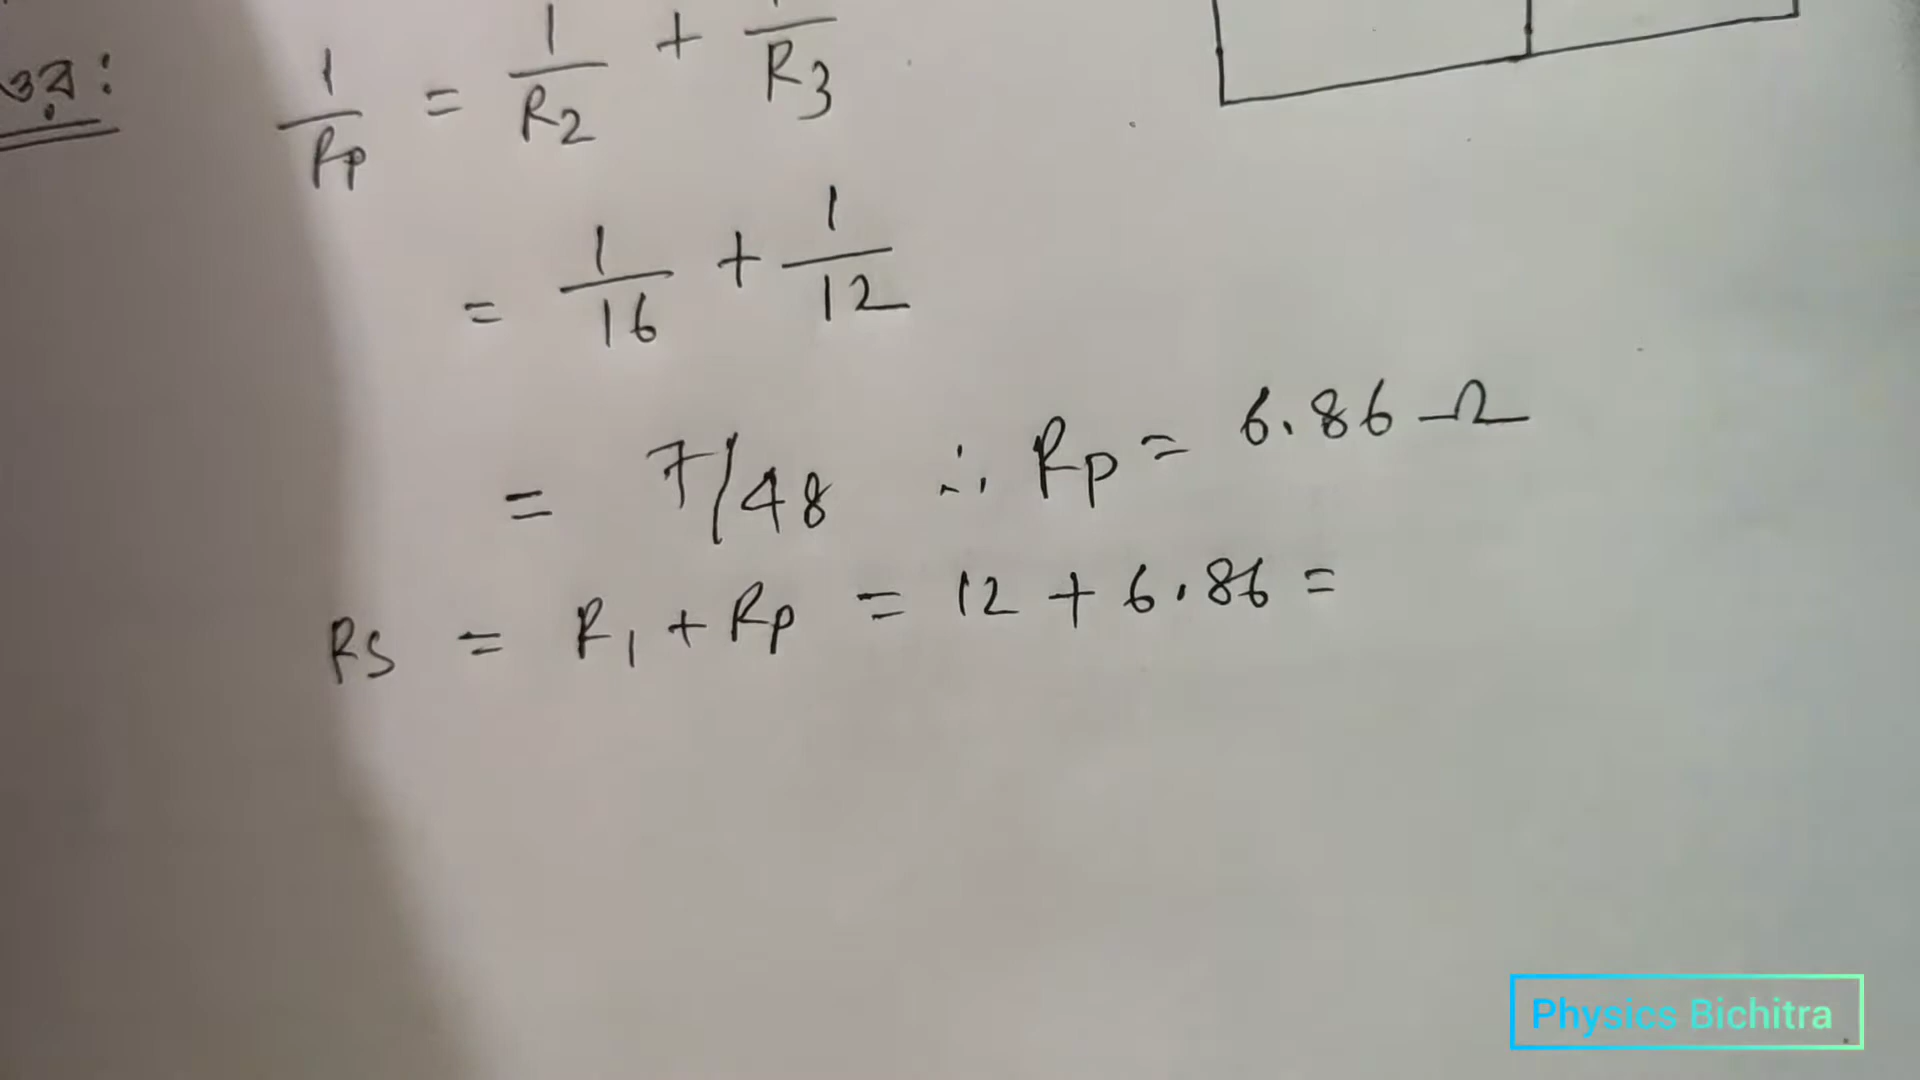 1/Rp = 1/R2 + 1/R3
= 1/16 + 1/12
= 7/48 ∴ Rp = 6.86 Ω
RS = R1 + Rp = 12 + 6.86 =
Physics Bichitra